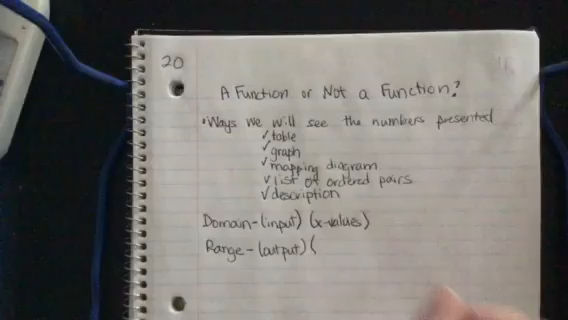 20
A Function or Not a Function?
•Ways we will see the numbers presented
✓table
✓graph
✓mapping diagram
✓list of ordered pairs
✓description
Domain-(input) (x-values)
Range-(output) (